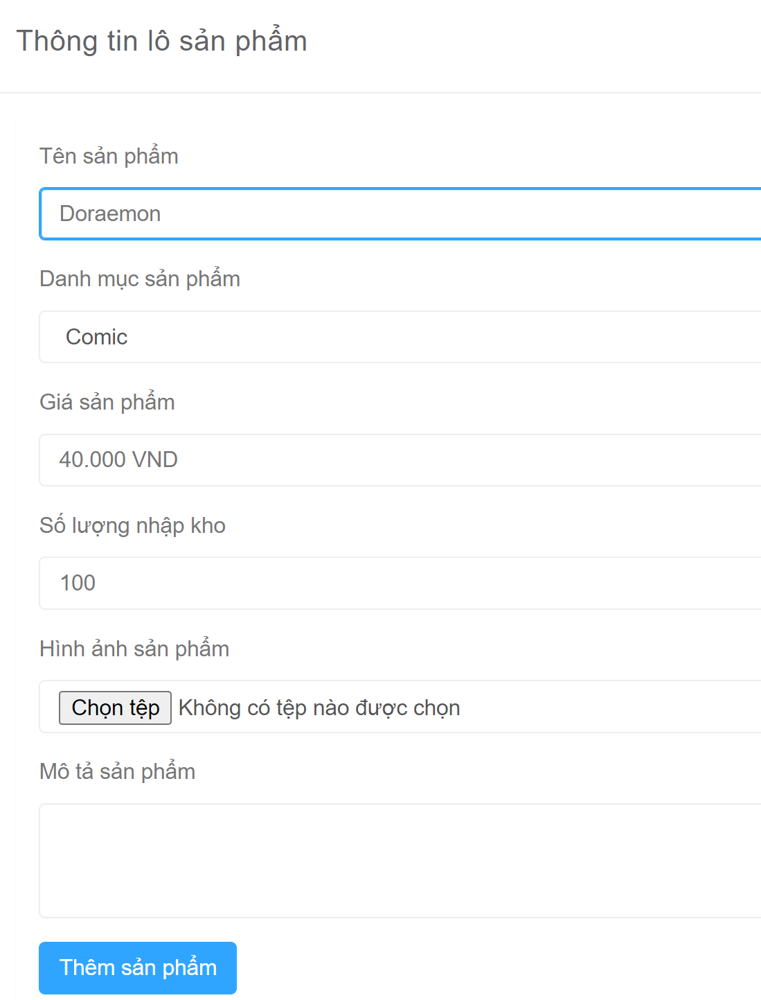 Thông tin lô sản phẩm
Tên sản phẩm
Doraemon
Danh mục sản phẩm
Comic
Giá sản phẩm
40.000 VND
Số lượng nhập kho
100
Hình ảnh sản phẩm
Chọn tệp Không có tệp nào được chọn
Mô tả sản phẩm
Thêm sản phẩm